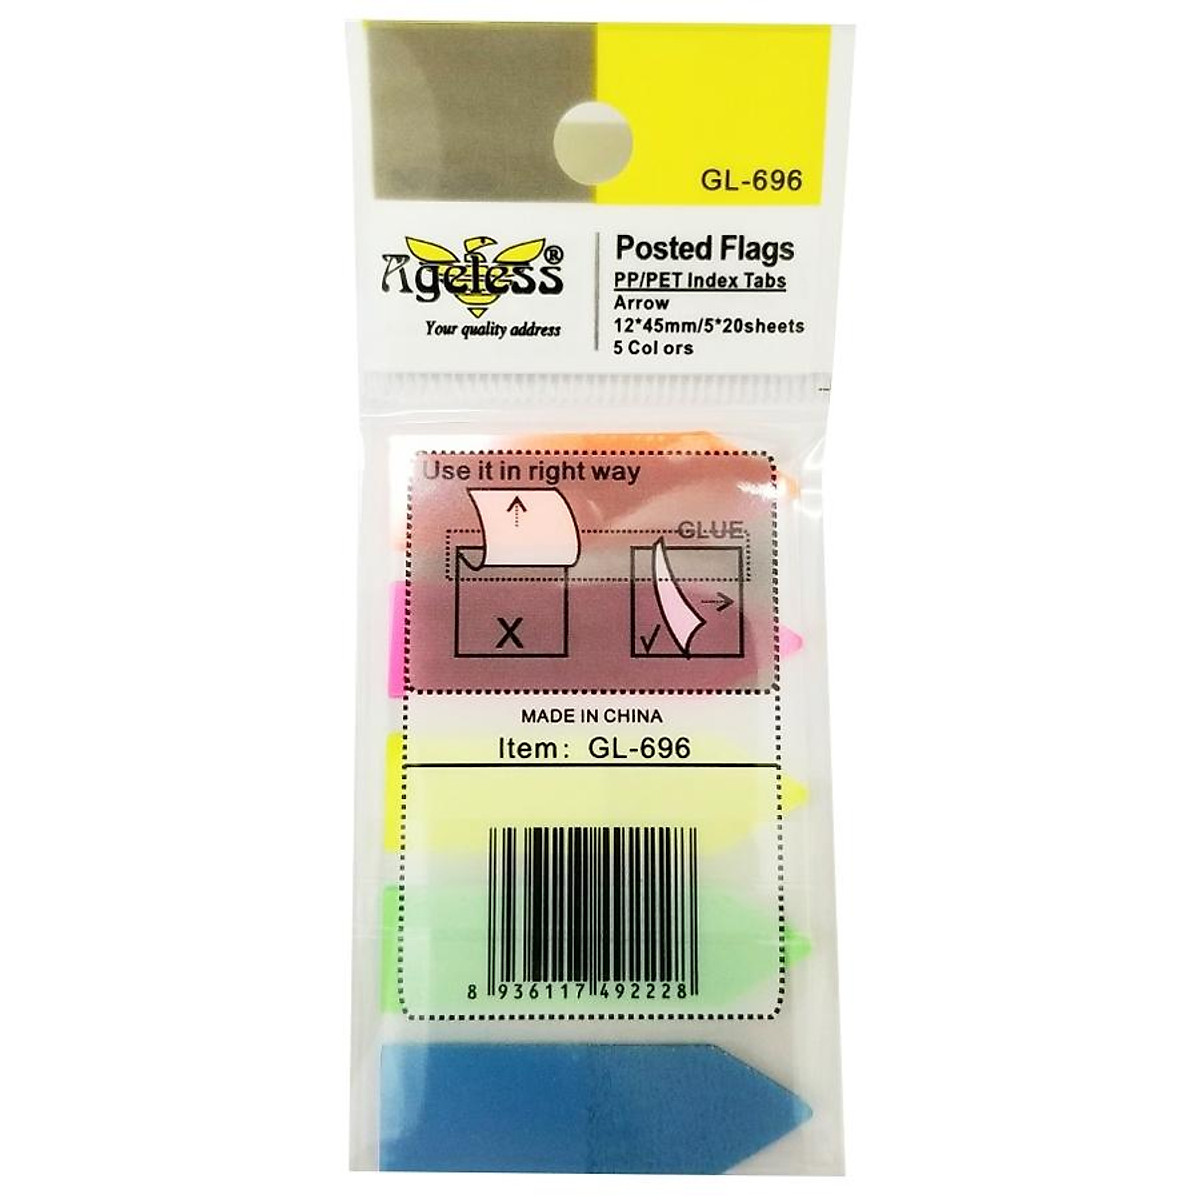 GL-696
Ageless®
Your quality address
Posted Flags
PP/PET Index Tabs
Arrow
12*45mm/5*20sheets
5 Col ors
Use it in right way
GLUE
X
MADE IN CHINA
Item: GL-696
8 936117 492228